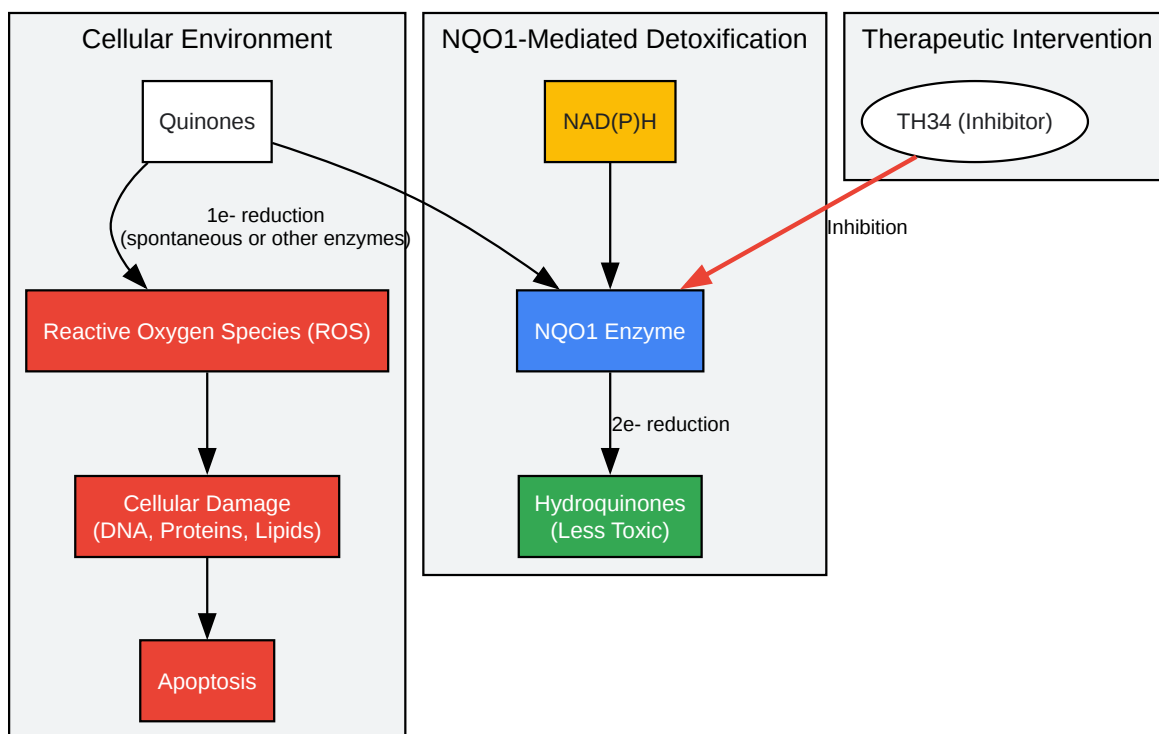 Cellular Environment
Quinones
1e- reduction
(spontaneous or other enzymes)
Reactive Oxygen Species (ROS)
Cellular Damage
(DNA, Proteins, Lipids)
Apoptosis
NQO1-Mediated Detoxification
NAD(P)H
NQO1 Enzyme
2e- reduction
Hydroquinones
(Less Toxic)
Therapeutic Intervention
TH34 (Inhibitor)
Inhibition